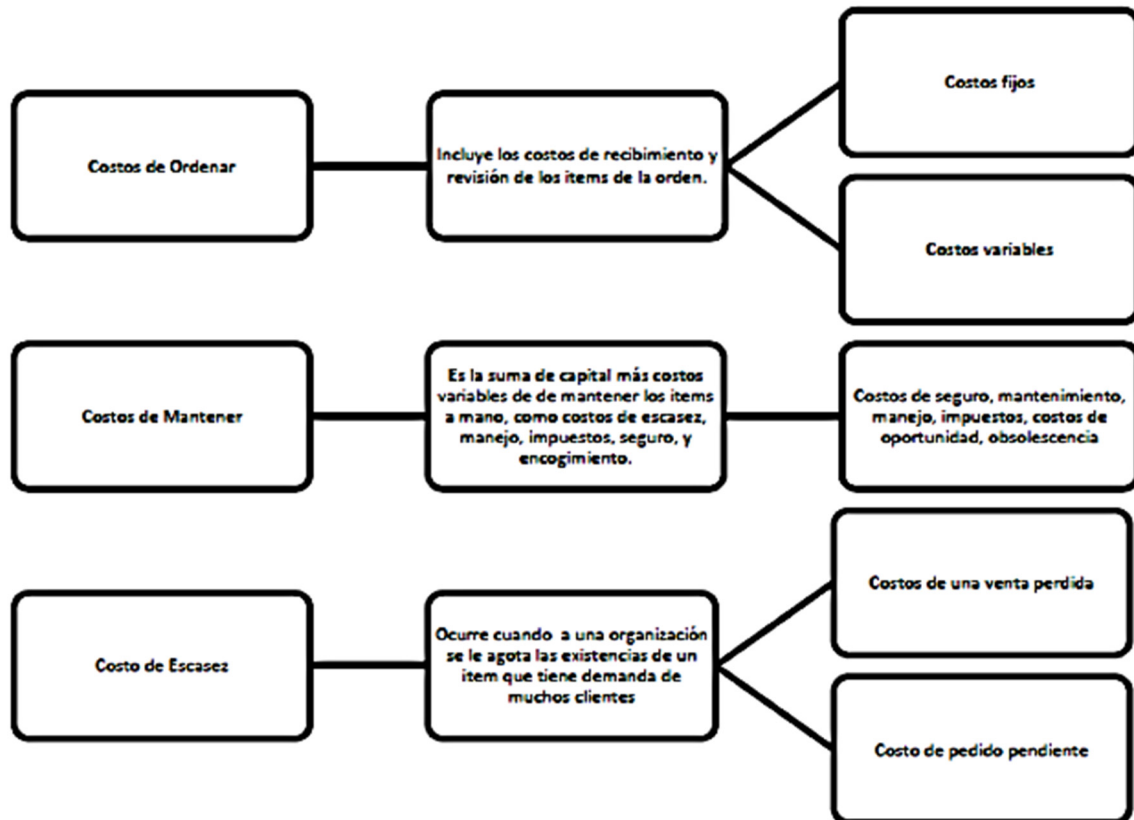 Costos de Ordenar
Incluye los costos de recibimiento y
revisión de los items de la orden.
Costos fijos
Costos variables
Costos de Mantener
Es la suma de capital más costos
variables de de mantener los items
a mano, como costos de escasez,
manejo, impuestos, seguro, y
encogimiento.
Costos de seguro, mantenimiento,
manejo, impuestos, costos de
oportunidad, obsolescencia
Costo de Escasez
Ocurre cuando a una organización
se le agota las existencias de un
item que tiene demanda de
muchos clientes
Costos de una venta perdida
Costo de pedido pendiente